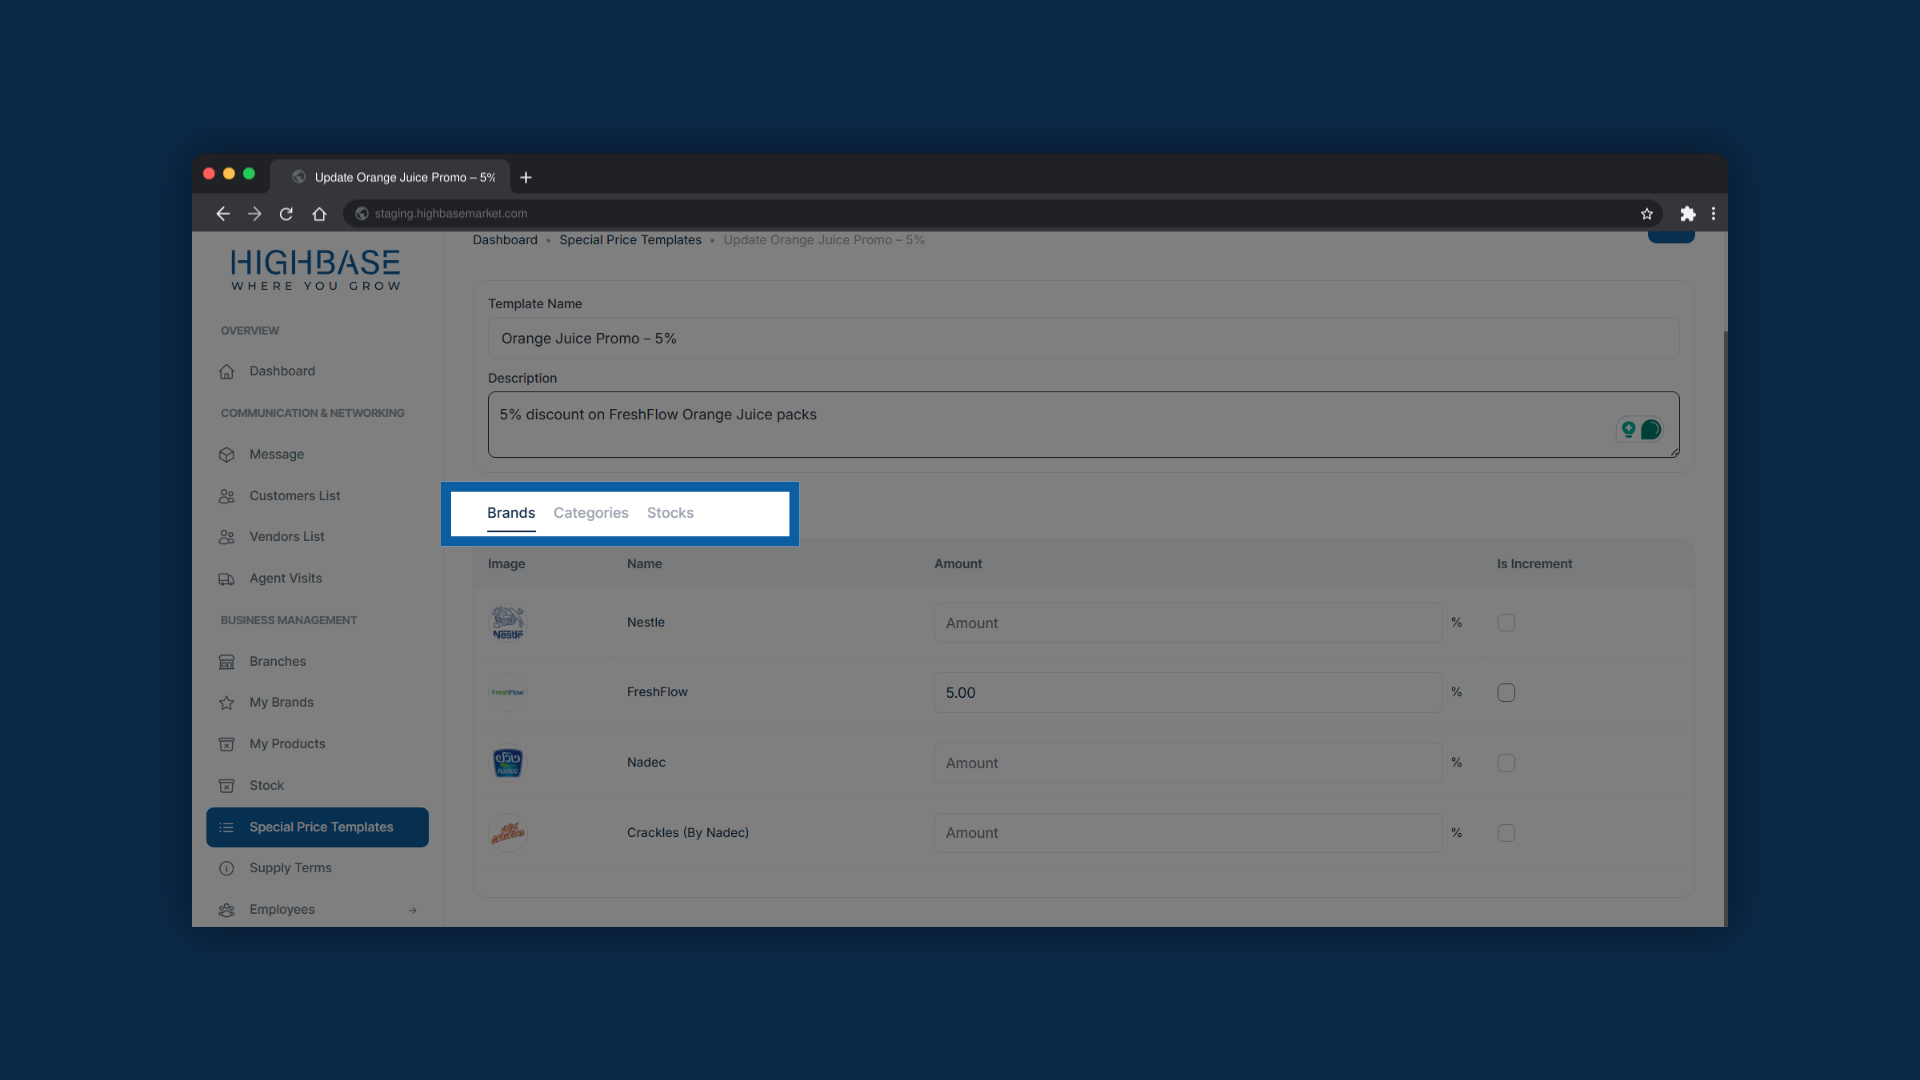 Update Orange Juice Promo – 5%
staging.highbasemarket.com
HIGHBASE
WHERE YOU GROW
OVERVIEW
Dashboard
COMMUNICATION & NETWORKING
Message
Customers List
Vendors List
Agent Visits
BUSINESS MANAGEMENT
Branches
My Brands
My Products
Stock
Special Price Templates
Supply Terms
Employees
Dashboard • Special Price Templates • Update Orange Juice Promo – 5%
Template Name
Orange Juice Promo – 5%
Description
5% discount on FreshFlow Orange Juice packs
Brands Categories Stocks
Image Name Amount Is Increment
Nestle Nestle Amount %
FreshFlow FreshFlow 5.00 %
نادك nadec Nadec Amount %
Crackles (By Nadec) Amount %